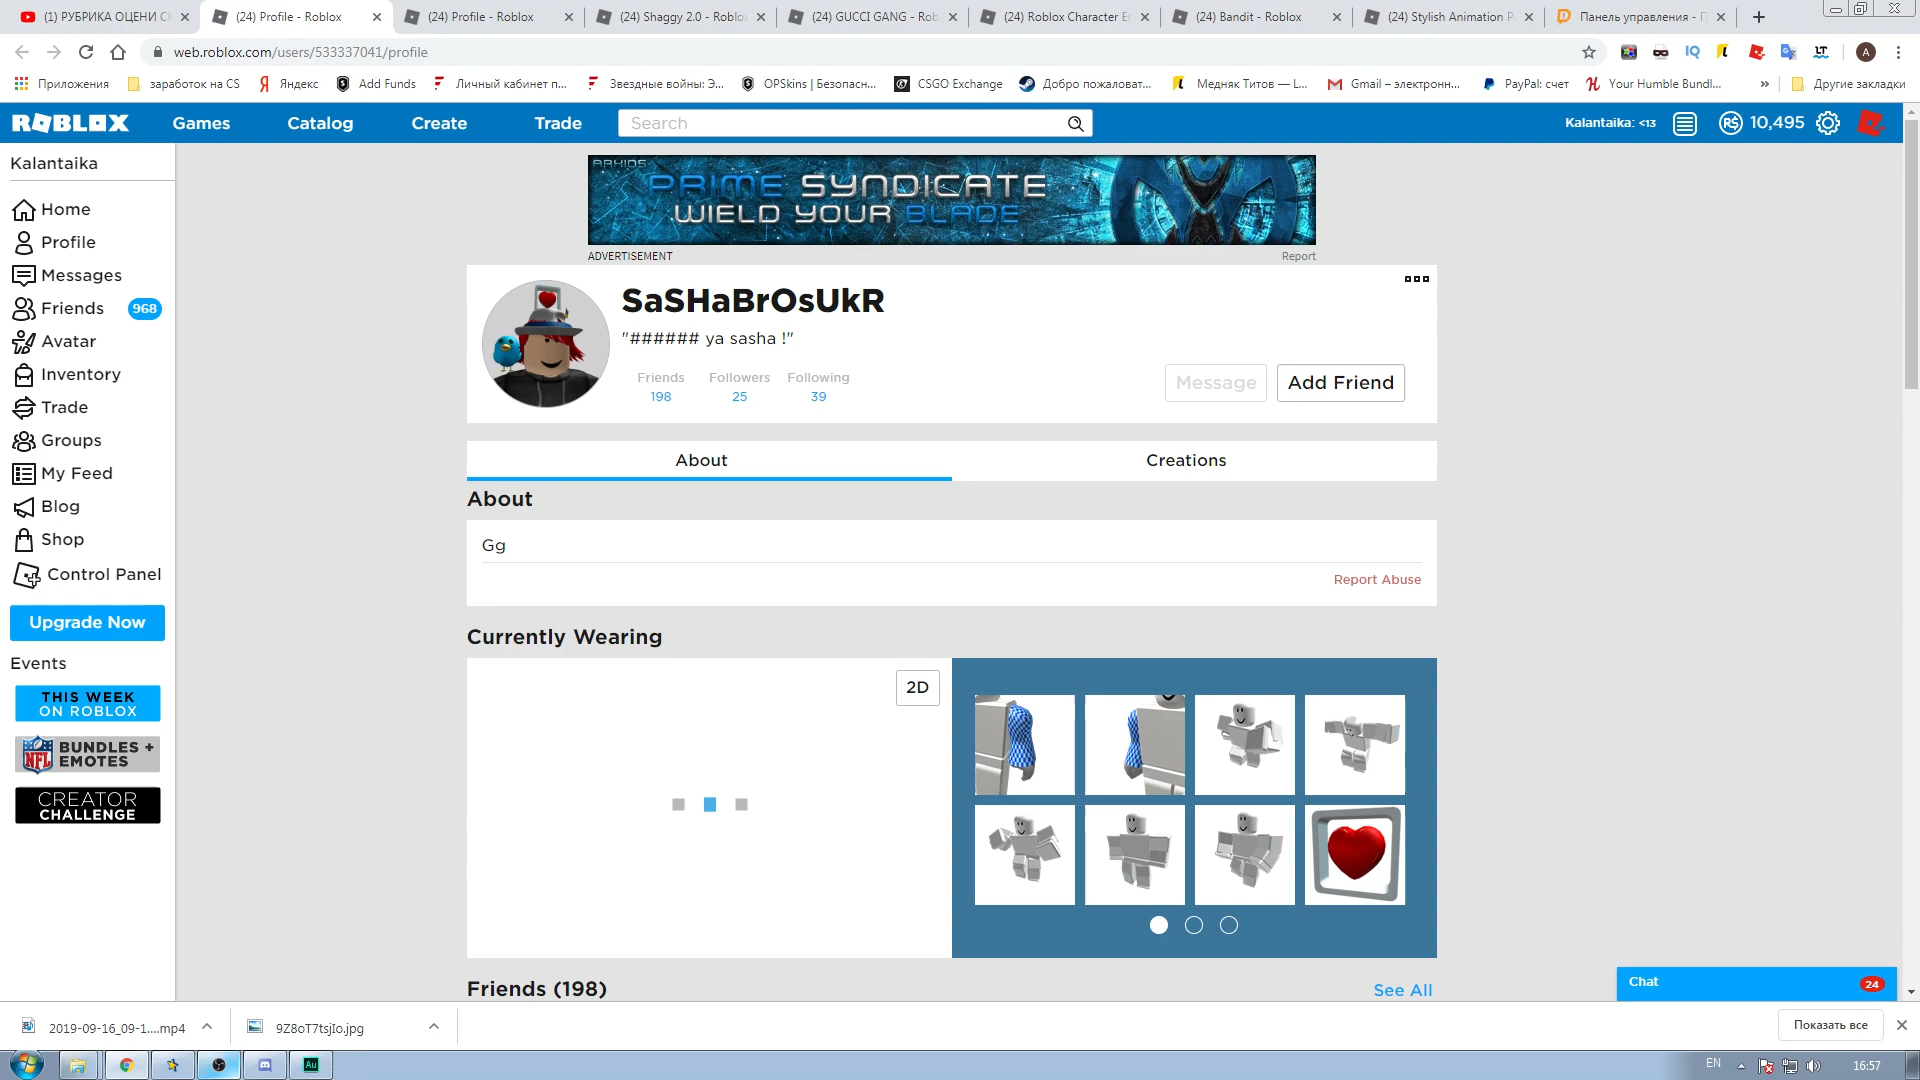 (1) РУБРИКА ОЦЕНИ С
(24) Profile - Roblox
(24) Profile - Roblox
(24) Shaggy 2.0 - Roblo
(24) GUCCI GANG - Rob
(24) Roblox Character E
(24) Bandit - Roblox
(24) Stylish Animation P
Панель управления - П
web.roblox.com/users/533337041/profile
Приложения
заработок на CS
Яндекс
Add Funds
Личный кабинет п...
Звездные войны: Э...
OPSkins | Безопасн...
CSGO Exchange
Добро пожаловат...
Медняк Титов — L...
Gmail – электронн...
PayPal: счет
Your Humble Bundl...
»
Другие закладки
ROBLOX
Games
Catalog
Create
Trade
Search
Kalantaika: <13
10,495
Kalantaika
Home
Profile
Messages
Friends 968
Avatar
Inventory
Trade
Groups
My Feed
Blog
Shop
Control Panel
Upgrade Now
Events
THIS WEEK
ON ROBLOX
NFL BUNDLES +
EMOTES
CREATOR
CHALLENGE
ARHIDS
PRIME SYNDICATE
WIELD YOUR BLADE
ADVERTISEMENT
Report
SaSHaBrOsUkR
"###### ya sasha !"
Friends Followers Following
198 25 39
Message
Add Friend
About
Creations
About
Gg
Report Abuse
Currently Wearing
2D
Friends (198)
See All
Chat
24
2019-09-16_09-1....mp4
9Z8oT7tsjIo.jpg
Показать все
Au
EN
16:57